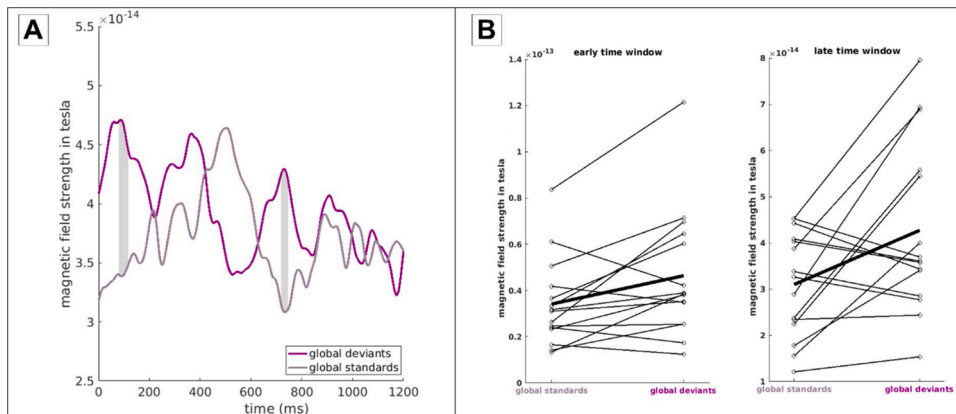 A
×10^-14
5.5
5
4.5
4
3.5
3
2.5
magnetic field strength in tesla
0 200 400 600 800 1000 1200
time (ms)
global deviants
global standards
B
early time window
×10^-13
1.4
1.2
1
0.8
0.6
0.4
0.2
0
magnetic field strength in tesla
global standards global deviants
late time window
×10^-14
8
7
6
5
4
3
2
1
magnetic field strength in tesla
global standards global deviants